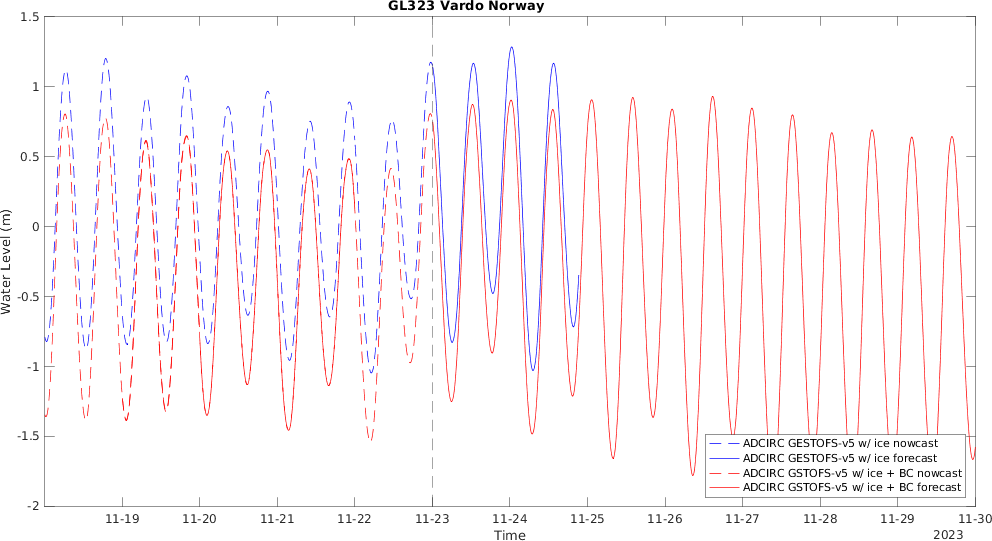 GL323 Vardo Norway
1.5
1
0.5
0
-0.5
-1
-1.5
-2
Water Level (m)
ADCIRC GESTOFS-v5 w/ ice nowcast
ADCIRC GESTOFS-v5 w/ ice forecast
ADCIRC GSTOFS-v5 w/ ice + BC nowcast
ADCIRC GSTOFS-v5 w/ ice + BC forecast
11-19 11-20 11-21 11-22 11-23 11-24 11-25 11-26 11-27 11-28 11-29 11-30
Time
2023